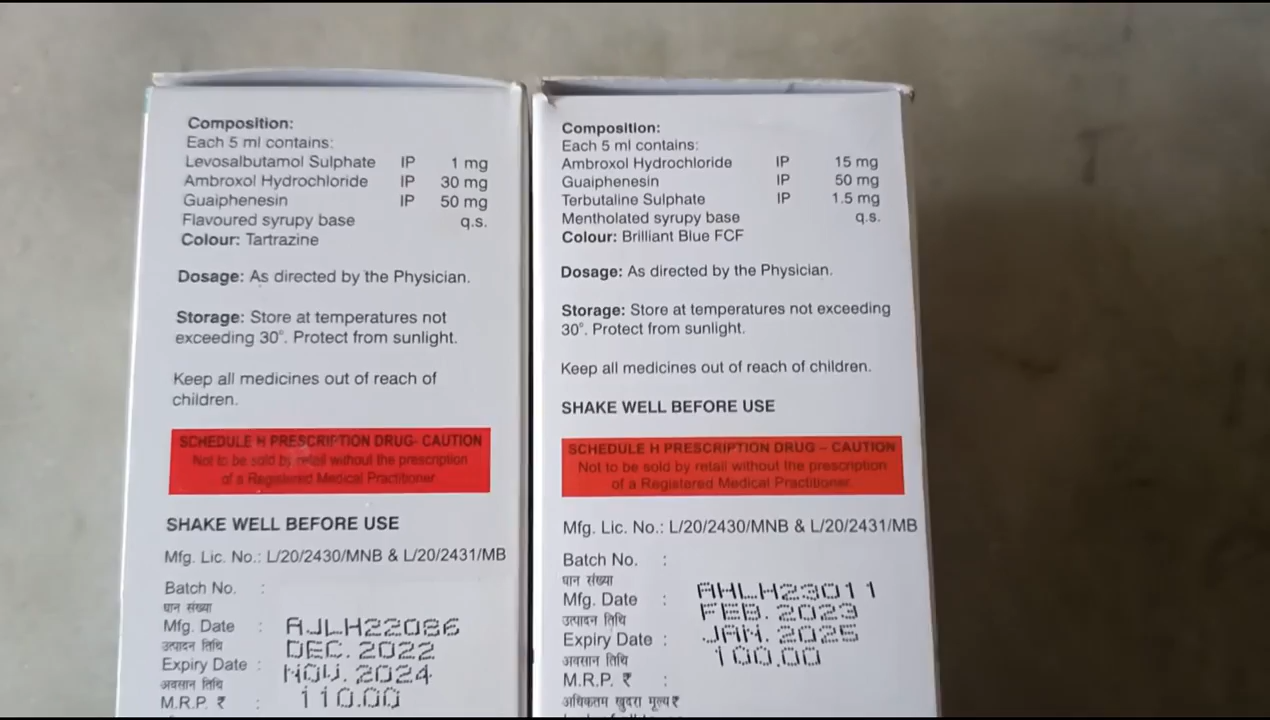 Composition:
Each 5 ml contains:
Levosalbutamol Sulphate IP 1 mg
Ambroxol Hydrochloride IP 30 mg
Guaiphenesin IP 50 mg
Flavoured syrupy base q.s.
Colour: Tartrazine
Dosage: As directed by the Physician.
Storage: Store at temperatures not
exceeding 30°. Protect from sunlight.
Keep all medicines out of reach of
children.
SCHEDULE H PRESCRIPTION DRUG- CAUTION
Not to be sold by retail without the prescription
of a Registered Medical Practitioner
SHAKE WELL BEFORE USE
Mfg. Lic. No.: L/20/2430/MNB & L/20/2431/MB
Batch No. :
घान संख्या
Mfg. Date : AJLH22086
उत्पादन तिथि
DEC. 2022
Expiry Date : NOV. 2024
अवसान तिथि
M.R.P. ₹ : 110.00
Composition:
Each 5 ml contains:
Ambroxol Hydrochloride IP 15 mg
Guaiphenesin IP 50 mg
Terbutaline Sulphate IP 1.5 mg
Mentholated syrupy base q.s.
Colour: Brilliant Blue FCF
Dosage: As directed by the Physician.
Storage: Store at temperatures not exceeding
30°. Protect from sunlight.
Keep all medicines out of reach of children.
SHAKE WELL BEFORE USE
SCHEDULE H PRESCRIPTION DRUG – CAUTION
Not to be sold by retail without the prescription
of a Registered Medical Practitioner
Mfg. Lic. No.: L/20/2430/MNB & L/20/2431/MB
Batch No. :
घान संख्या
AHLH23011
Mfg. Date : FEB. 2023
उत्पादन तिथि
Expiry Date : JAN. 2025
अवसान तिथि
100.00
M.R.P. ₹ :
अधिकतम खुदरा मूल्य ₹